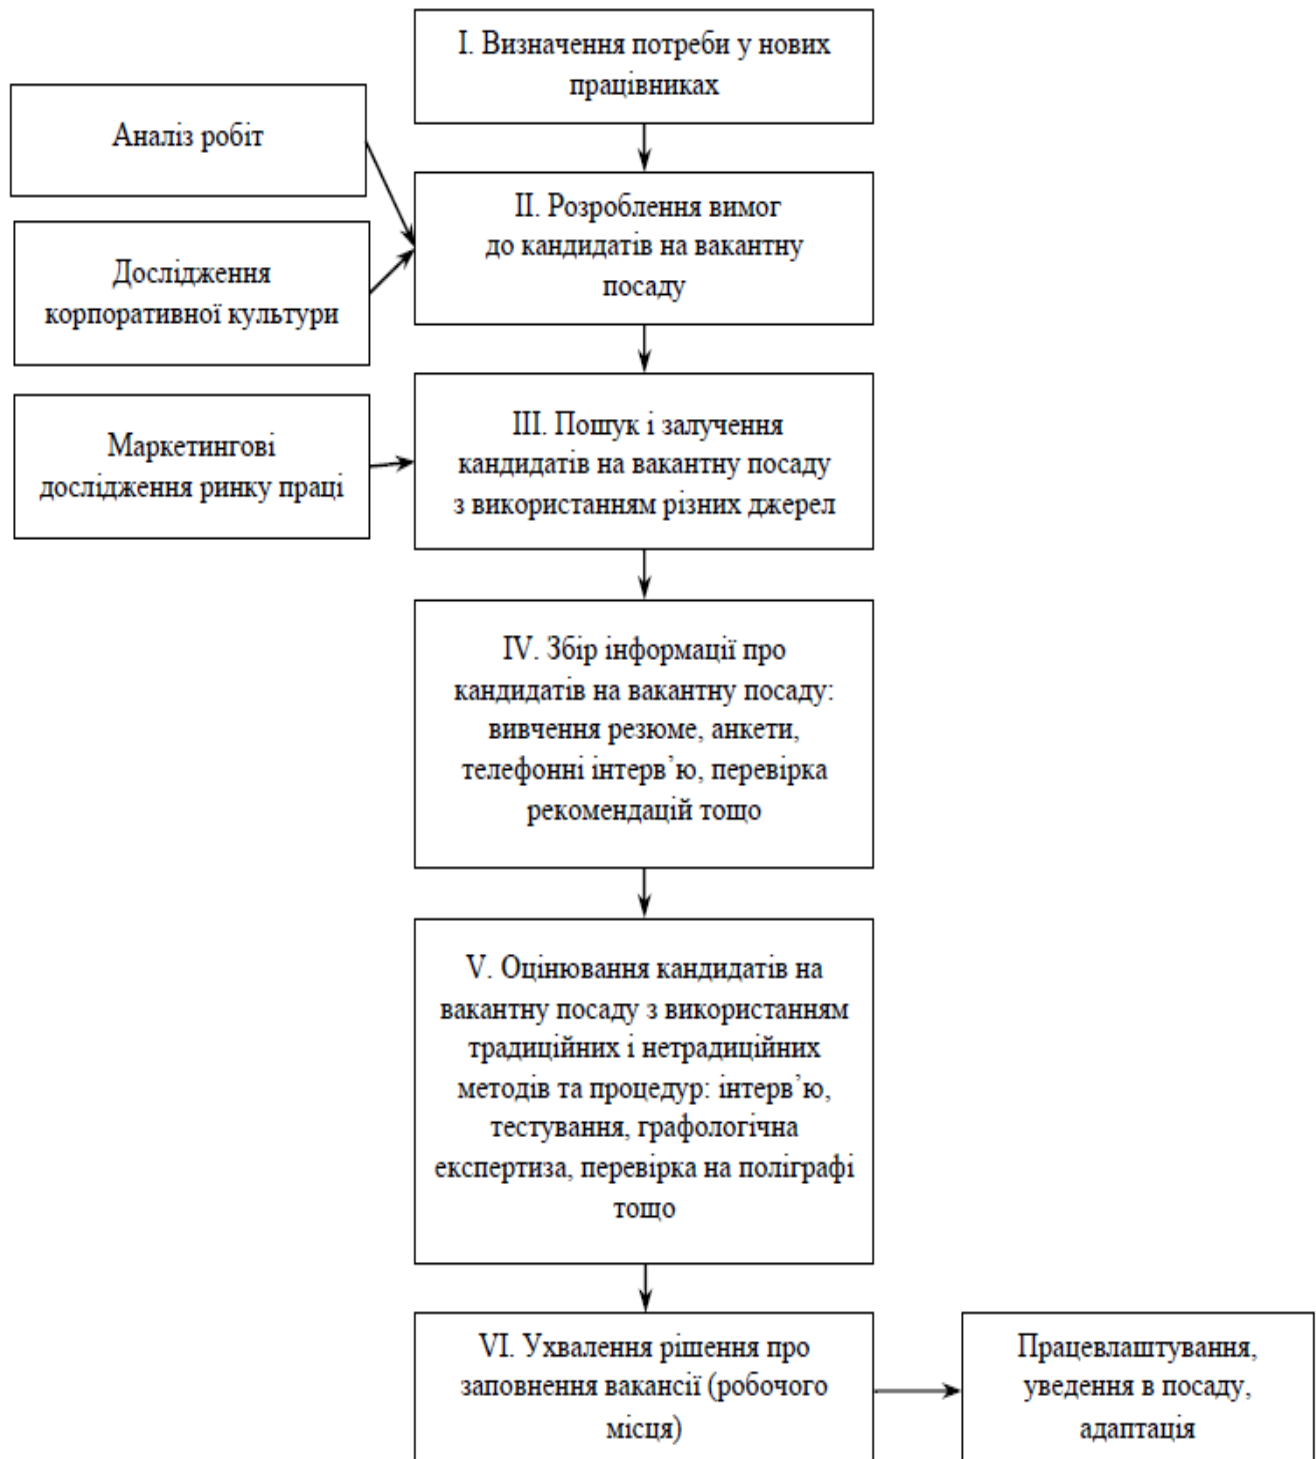 І. Визначення потреби у нових
працівниках
Аналіз робіт
ІІ. Розроблення вимог
до кандидатів на вакантну
посаду
Дослідження
корпоративної культури
Маркетингові
дослідження ринку праці
ІІІ. Пошук і залучення
кандидатів на вакантну посаду
з використанням різних джерел
IV. Збір інформації про
кандидатів на вакантну посаду:
вивчення резюме, анкети,
телефонні інтерв’ю, перевірка
рекомендацій тощо
V. Оцінювання кандидатів на
вакантну посаду з використанням
традиційних і нетрадиційних
методів та процедур: інтерв’ю,
тестування, графологічна
експертиза, перевірка на поліграфі
тощо
VI. Ухвалення рішення про
заповнення вакансії (робочого
місця)
Працевлаштування,
уведення в посаду,
адаптація